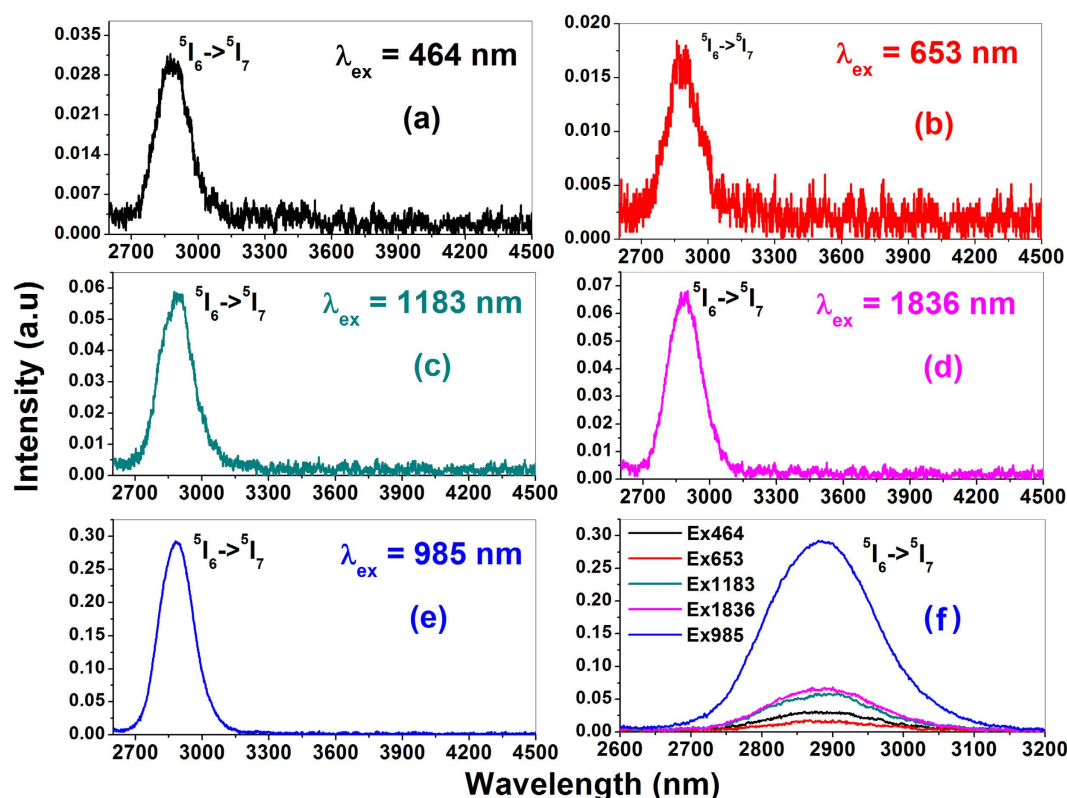 Intensity (a.u)
0.035
0.028
0.021
0.014
0.007
0.000
⁵I₆->⁵I₇
λₑₓ = 464 nm
(a)
2700 3000 3300 3600 3900 4200 4500
0.020
0.015
0.010
0.005
0.000
⁵I₆->⁵I₇
λₑₓ = 653 nm
(b)
2700 3000 3300 3600 3900 4200 4500
0.06
0.05
0.04
0.03
0.02
0.01
0.00
⁵I₆->⁵I₇
λₑₓ = 1183 nm
(c)
2700 3000 3300 3600 3900 4200 4500
0.07
0.06
0.05
0.04
0.03
0.02
0.01
0.00
⁵I₆->⁵I₇
λₑₓ = 1836 nm
(d)
2700 3000 3300 3600 3900 4200 4500
0.30
0.25
0.20
0.15
0.10
0.05
0.00
⁵I₆->⁵I₇
λₑₓ = 985 nm
(e)
2700 3000 3300 3600 3900 4200 4500
0.30
0.25
0.20
0.15
0.10
0.05
0.00
Ex464
Ex653
Ex1183
Ex1836
Ex985
⁵I₆->⁵I₇
(f)
2600 2700 2800 2900 3000 3100 3200
Wavelength (nm)